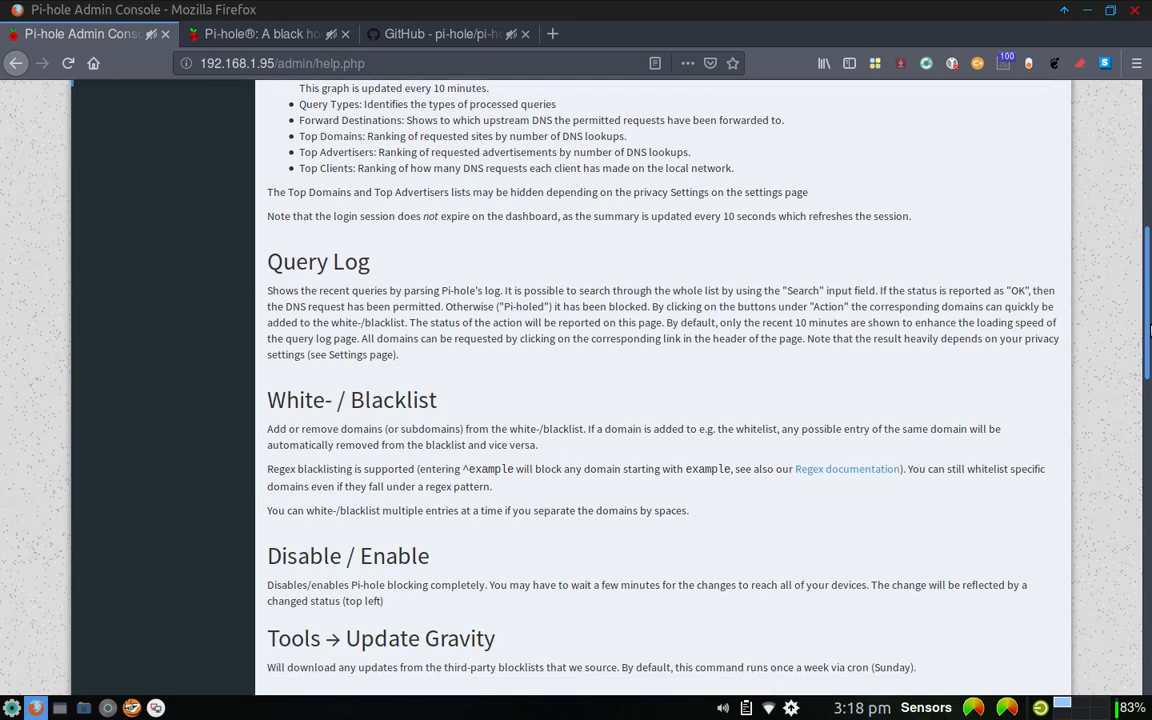 Pi-hole Admin Console - Mozilla Firefox
Pi-hole Admin Conso
Pi-hole®: A black ho
GitHub - pi-hole/pi-h
192.168.1.95/admin/help.php
100
This graph is updated every 10 minutes.
Query Types: Identifies the types of processed queries
Forward Destinations: Shows to which upstream DNS the permitted requests have been forwarded to.
Top Domains: Ranking of requested sites by number of DNS lookups.
Top Advertisers: Ranking of requested advertisements by number of DNS lookups.
Top Clients: Ranking of how many DNS requests each client has made on the local network.
The Top Domains and Top Advertisers lists may be hidden depending on the privacy Settings on the settings page
Note that the login session does not expire on the dashboard, as the summary is updated every 10 seconds which refreshes the session.
Query Log
Shows the recent queries by parsing Pi-hole's log. It is possible to search through the whole list by using the "Search" input field. If the status is reported as "OK", then
the DNS request has been permitted. Otherwise ("Pi-holed") it has been blocked. By clicking on the buttons under "Action" the corresponding domains can quickly be
added to the white-/blacklist. The status of the action will be reported on this page. By default, only the recent 10 minutes are shown to enhance the loading speed of
the query log page. All domains can be requested by clicking on the corresponding link in the header of the page. Note that the result heavily depends on your privacy
settings (see Settings page).
White- / Blacklist
Add or remove domains (or subdomains) from the white-/blacklist. If a domain is added to e.g. the whitelist, any possible entry of the same domain will be
automatically removed from the blacklist and vice versa.
Regex blacklisting is supported (entering ^example will block any domain starting with example, see also our Regex documentation). You can still whitelist specific
domains even if they fall under a regex pattern.
You can white-/blacklist multiple entries at a time if you separate the domains by spaces.
Disable / Enable
Disables/enables Pi-hole blocking completely. You may have to wait a few minutes for the changes to reach all of your devices. The change will be reflected by a
changed status (top left)
Tools → Update Gravity
Will download any updates from the third-party blocklists that we source. By default, this command runs once a week via cron (Sunday).
3:18 pm
Sensors
83%